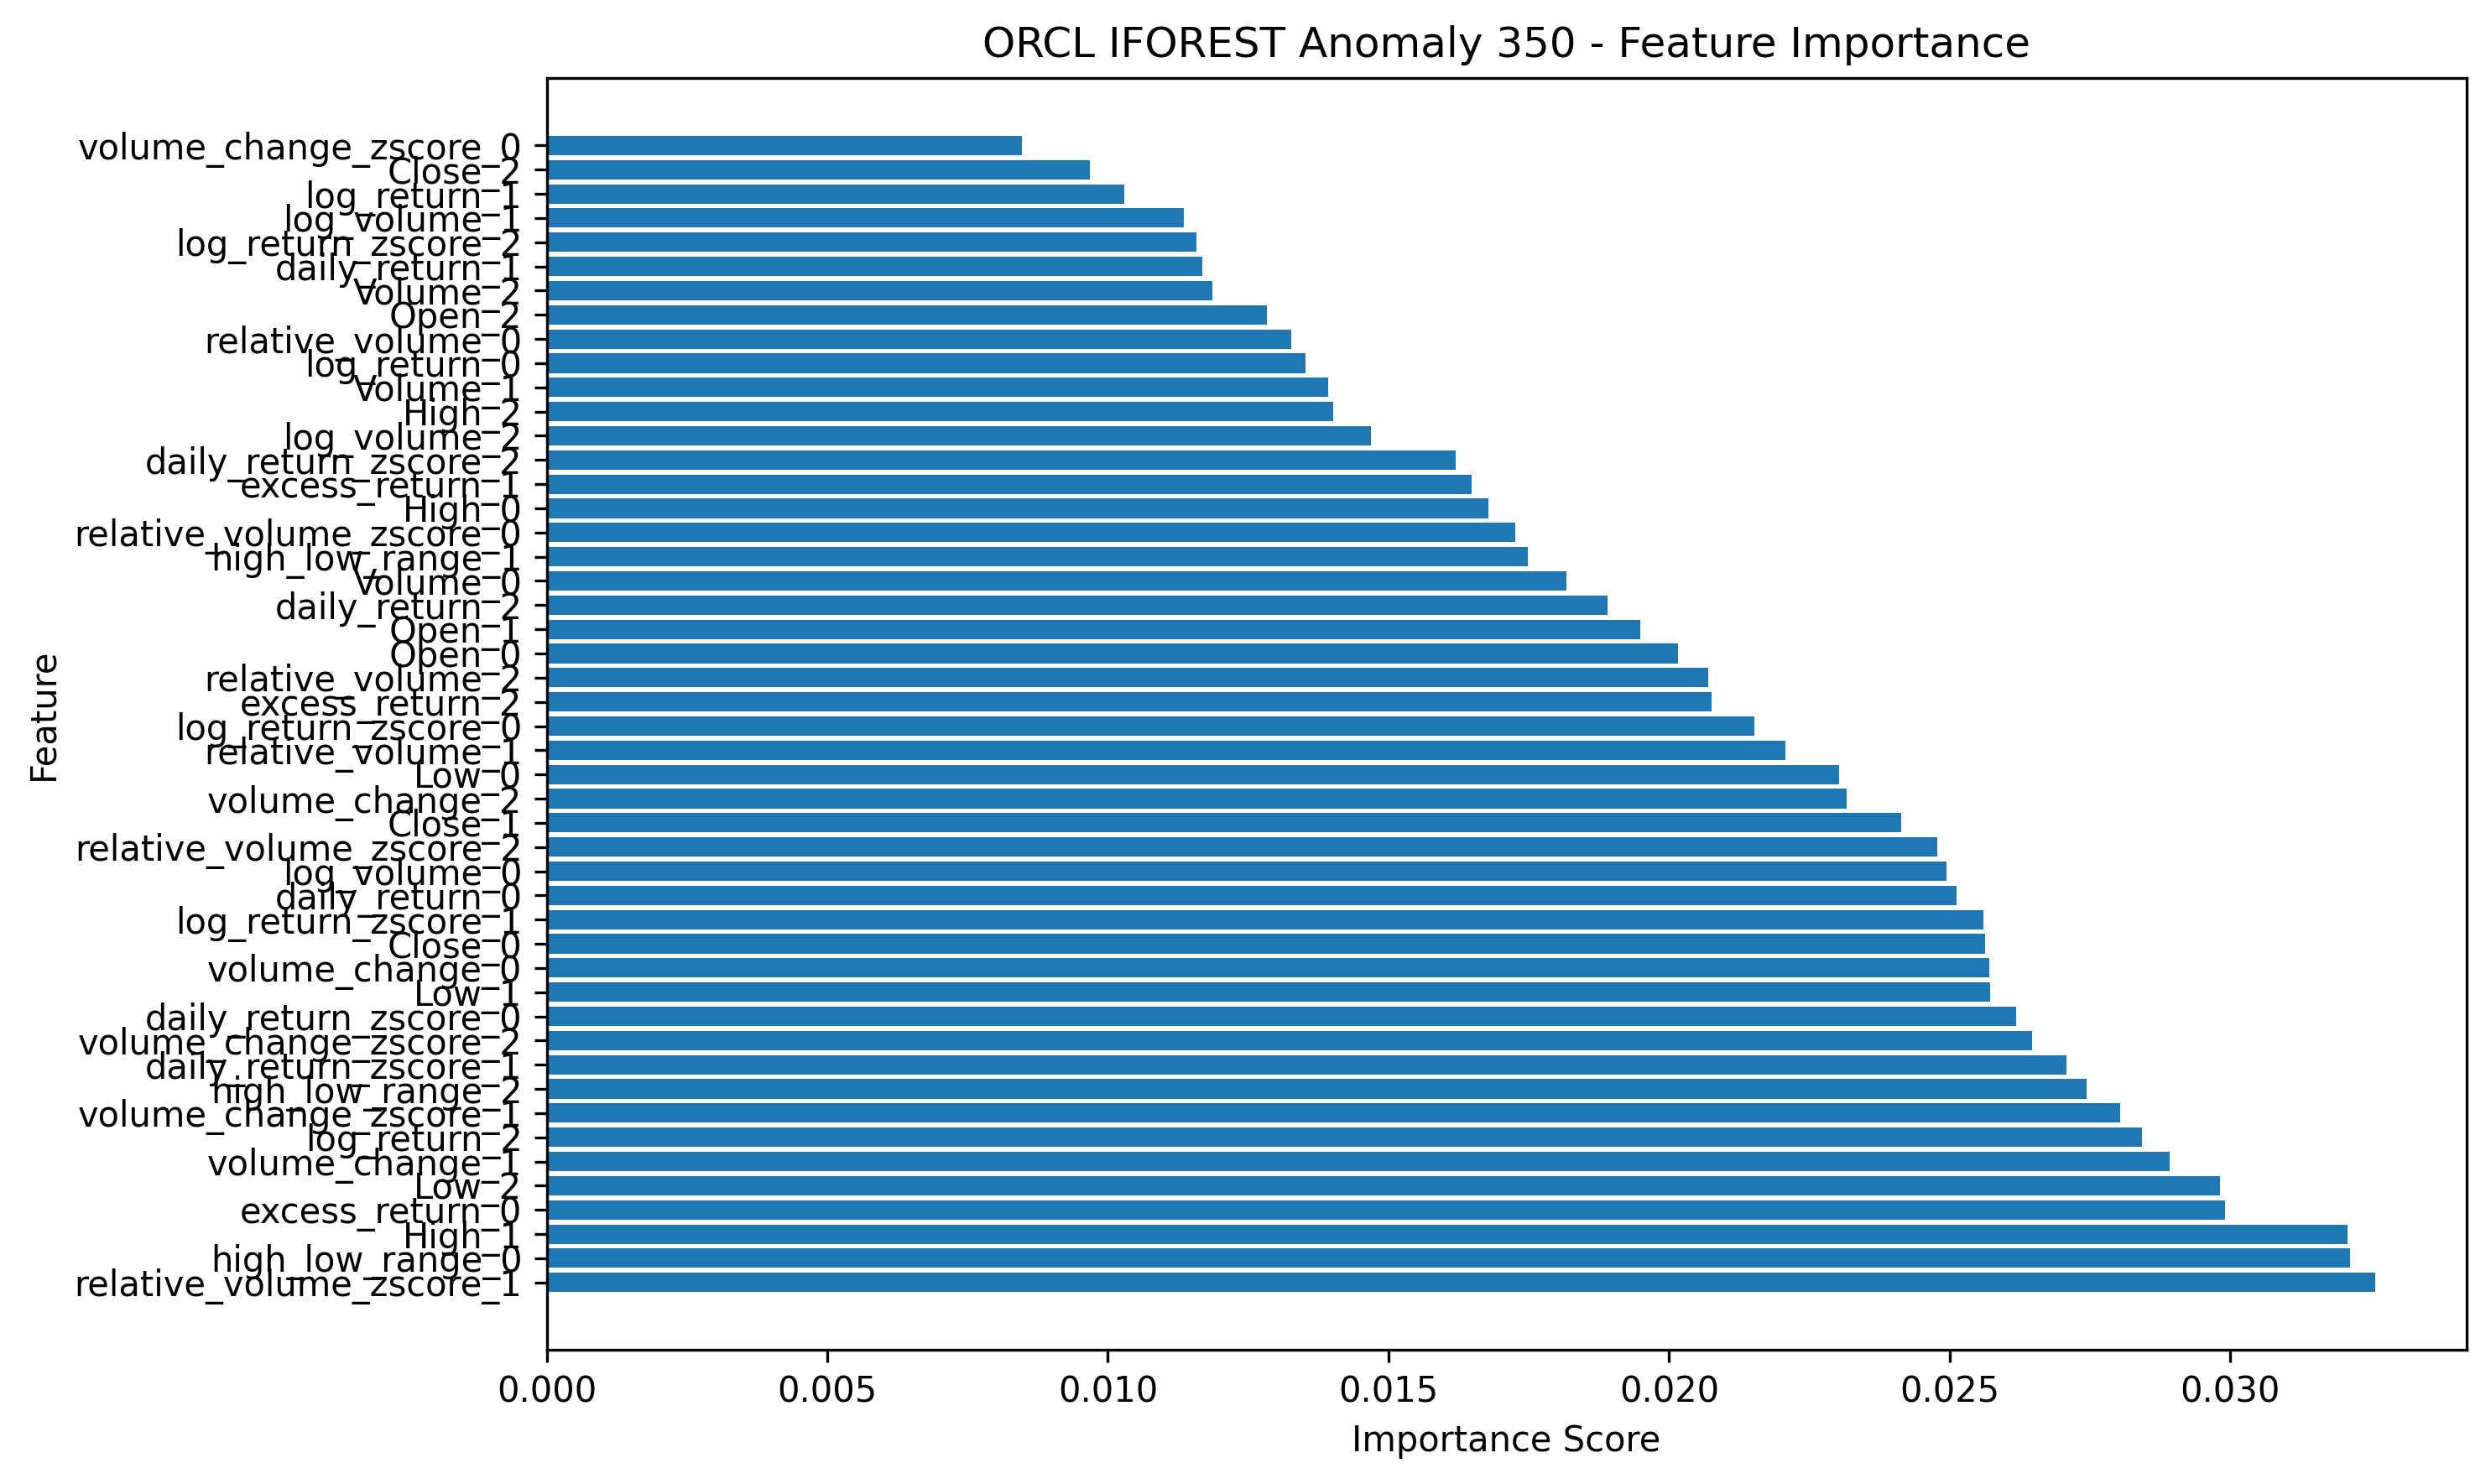 ORCL IFOREST Anomaly 350 - Feature Importance
volume_change_zscore_0
Close_2
log_return_1
log_volume_1
log_return_zscore_2
daily_return_1
Volume_2
Open_2
relative_volume_0
log_return_0
Volume_1
High_2
log_volume_2
daily_return_zscore_2
excess_return_1
High_0
relative_volume_zscore_0
high_low_range_1
Volume_0
daily_return_2
Open_1
Open_0
relative_volume_2
excess_return_2
log_return_zscore_0
relative_volume_1
Low_0
volume_change_2
Close_1
relative_volume_zscore_2
log_volume_0
daily_return_0
log_return_zscore_1
Close_0
volume_change_0
Low_1
daily_return_zscore_0
volume_change_zscore_2
daily_return_zscore_1
high_low_range_2
volume_change_zscore_1
log_return_2
volume_change_1
Low_2
excess_return_0
High_1
high_low_range_0
relative_volume_zscore_1
Feature
0.000 0.005 0.010 0.015 0.020 0.025 0.030
Importance Score